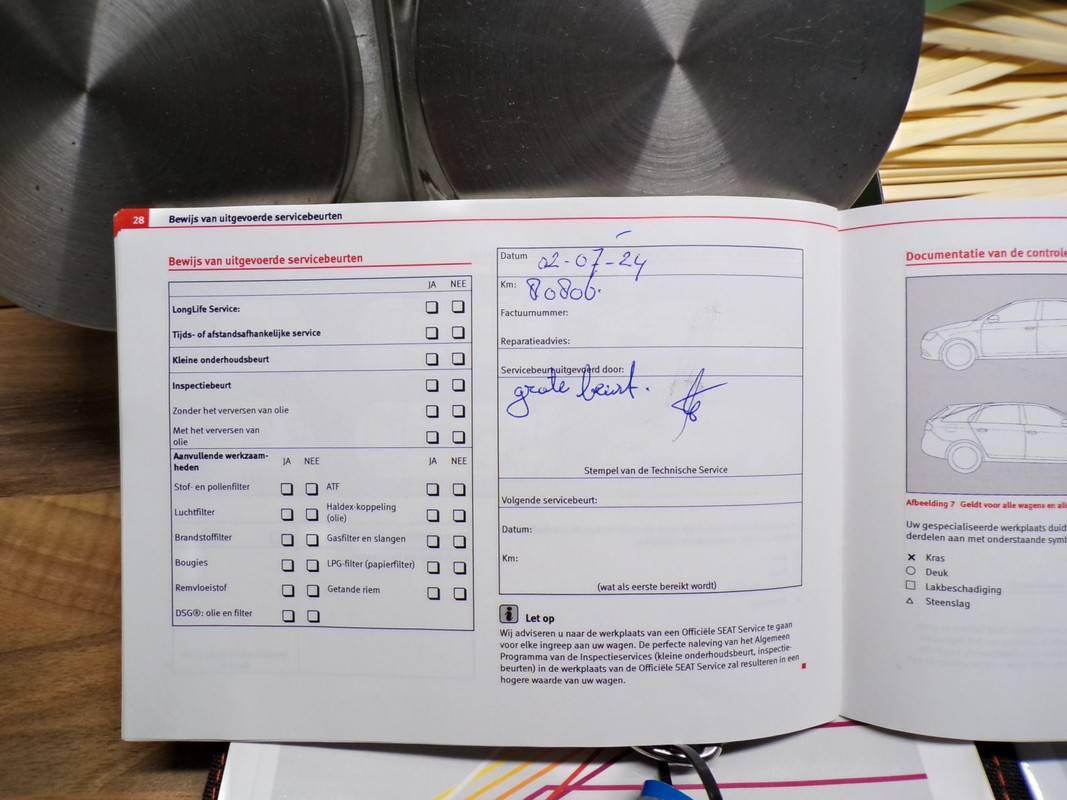 28 Bewijs van uitgevoerde servicebeurten
Bewijs van uitgevoerde servicebeurten
JA NEE
LongLife Service:
Tijds- of afstandsafhankelijke service
Kleine onderhoudsbeurt
Inspectiebeurt
Zonder het verversen van olie
Met het verversen van
olie
Aanvullende werkzaam-
heden
JA NEE JA NEE
Stof- en pollenfilter ATF
Luchtfilter Haldex-koppeling
(olie)
Brandstoffilter Gasfilter en slangen
Bougies LPG-filter (papierfilter)
Remvloeistof Getande riem
DSG®: olie en filter
Datum 02-07-24
Km: 80806.
Factuurnummer:
Reparatieadvies:
Servicebeurt uitgevoerd door:
grote beurt.
Stempel van de Technische Service
Volgende servicebeurt:
Datum:
Km:
(wat als eerste bereikt wordt)
Let op
Wij adviseren u naar de werkplaats van een Officiële SEAT Service te gaan
voor elke ingreep aan uw wagen. De perfecte naleving van het Algemeen
Programma van de Inspectieservices (kleine onderhoudsbeurt, inspectie-
beurten) in de werkplaats van de Officiële SEAT Service zal resulteren in een
hogere waarde van uw wagen.
Documentatie van de controle
Afbeelding 7 Geldt voor alle wagens en
Uw gespecialiseerde werkplaats duid
derdelen aan met onderstaande symb
Kras
Deuk
Lakbeschadiging
Steenslag